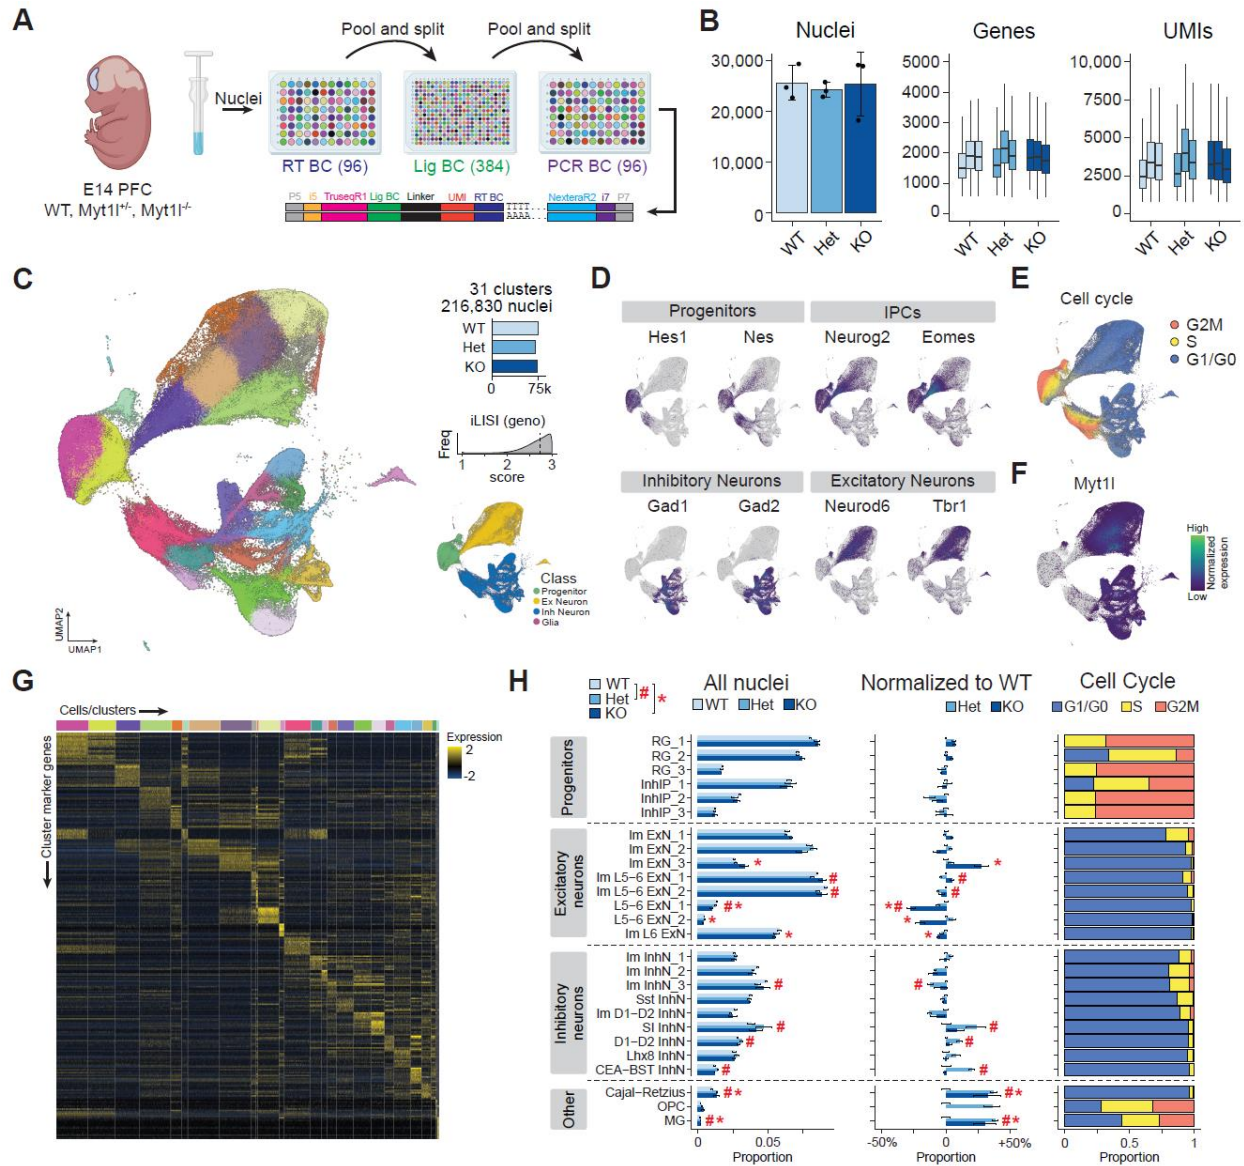 A
Pool and split
Pool and split
Nuclei
RT BC (96)
Lig BC (384)
PCR BC (96)
E14 PFC
WT, Myt1l+/-, Myt1l-/-
P5 i5 TruseqR1 Lig BC Linker UMI RT BC TTTT... NexteraR2 i7 P7
AAAA...
B
Nuclei
30,000
20,000
10,000
0
WT Het KO
Genes
5000
4000
3000
2000
1000
0
WT Het KO
UMIs
10,000
7500
5000
2500
0
WT Het KO
C
31 clusters
216,830 nuclei
WT
Het
KO
0 75k
iLISI (geno)
Freq
1 2 3
score
Class
Progenitor
Ex Neuron
Inh Neuron
Glia
UMAP2
UMAP1
D
Progenitors
IPCs
Hes1 Nes Neurog2 Eomes
Inhibitory Neurons
Excitatory Neurons
Gad1 Gad2 Neurod6 Tbr1
E
Cell cycle
G2M
S
G1/G0
F
Myt1l
High
Normalized
expression
Low
G
Cells/clusters
Cluster marker genes
Expression
2
-2
H
WT
Het
KO
#
*
All nuclei
WT Het KO
Normalized to WT
Het KO
Cell Cycle
G1/G0 S G2M
Progenitors
RG_1
RG_2
RG_3
InhIP_1
InhIP_2
InhIP_3
Excitatory
neurons
Im ExN_1
Im ExN_2
Im ExN_3 * *
Im L5-6 ExN_1 # #
Im L5-6 ExN_2 # #
L5-6 ExN_1 #* *#
L5-6 ExN_2 * *
Im L6 ExN * *
Inhibitory
neurons
Im InhN_1
Im InhN_2
Im InhN_3 # #
Sst InhN
Im D1-D2 InhN
SI InhN # #
D1-D2 InhN # #
Lhx8 InhN
CEA-BST InhN # #
Other
Cajal-Retzius #* #*
OPC
MG #* #*
0 0.05
Proportion
-50% 0 +50%
Proportion
0 0.5 1
Proportion